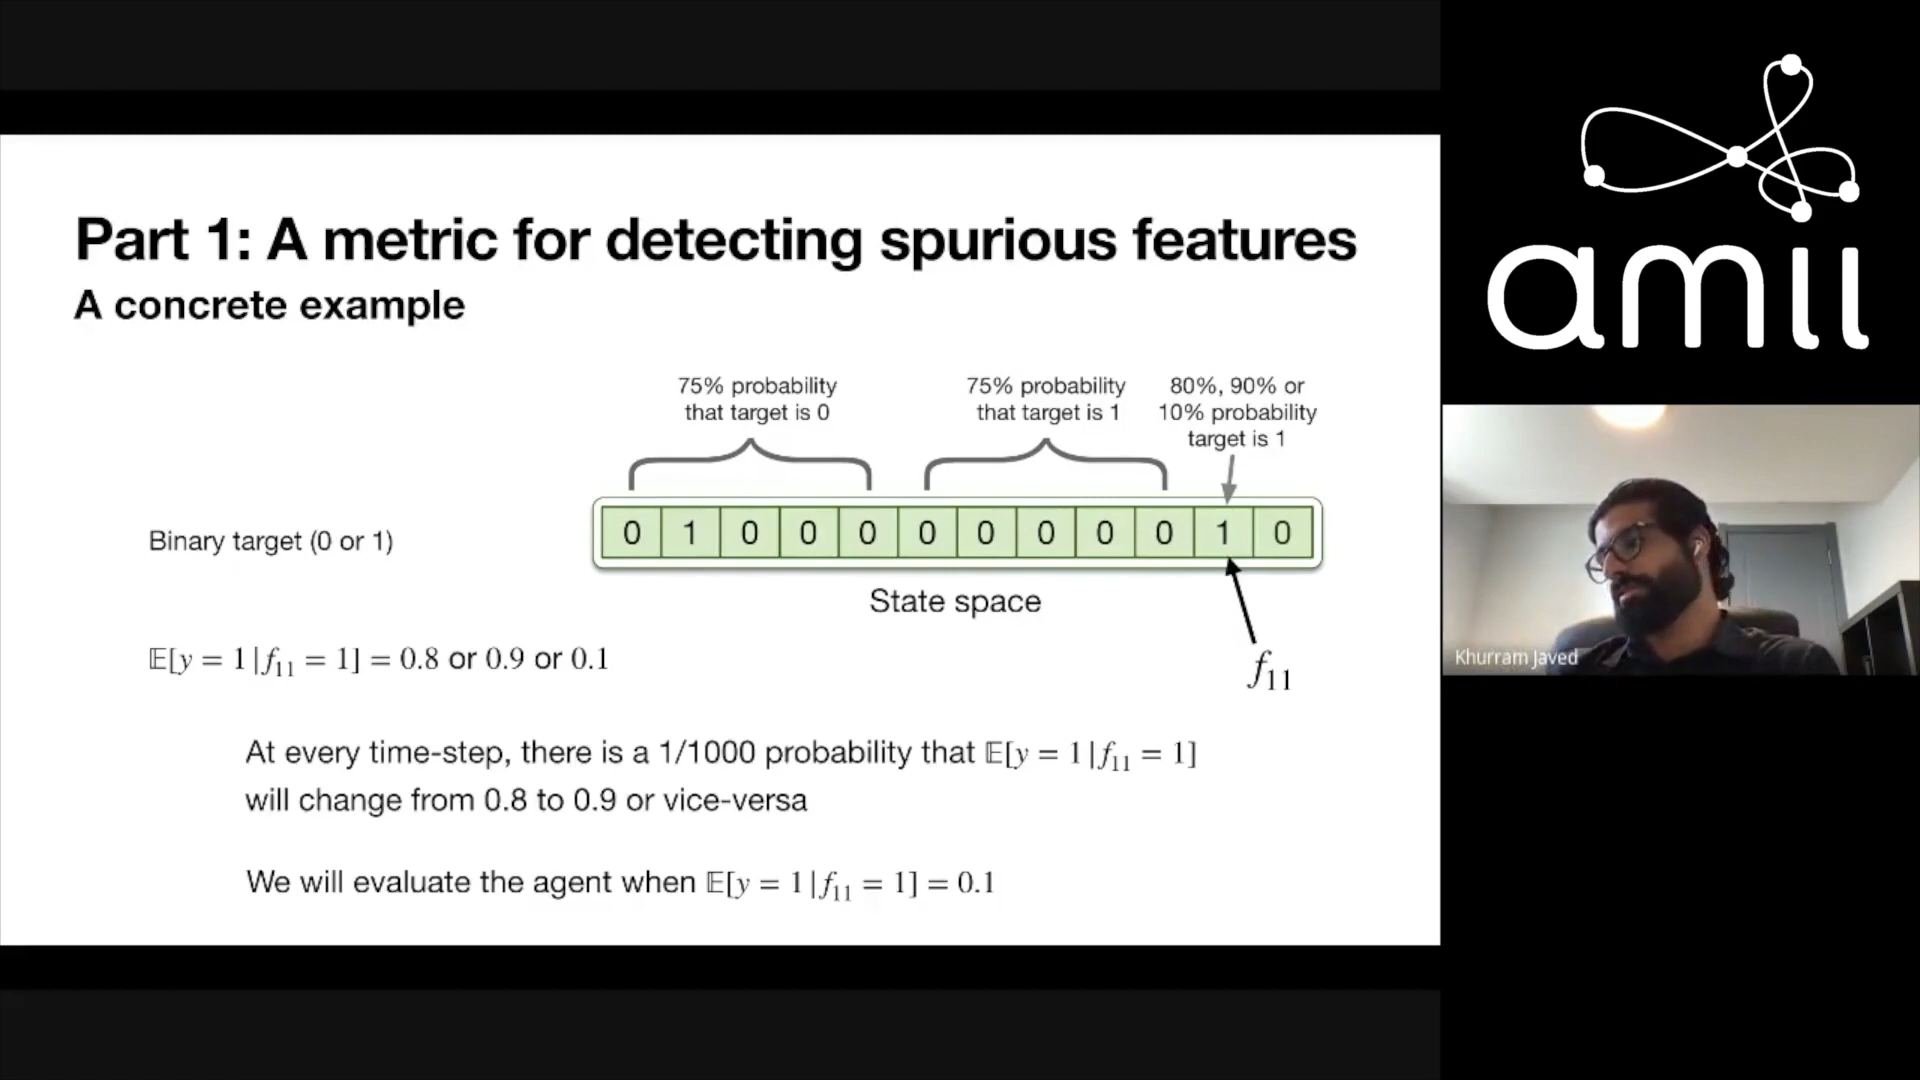 Part 1: A metric for detecting spurious features
A concrete example
75% probability
that target is 0
75% probability
that target is 1
80%, 90% or
10% probability
target is 1
Binary target (0 or 1)
0 1 0 0 0 0 0 0 0 0 1 0
State space
𝔼[y = 1|f₁₁ = 1] = 0.8 or 0.9 or 0.1
f₁₁
At every time-step, there is a 1/1000 probability that 𝔼[y = 1|f₁₁ = 1]
will change from 0.8 to 0.9 or vice-versa
We will evaluate the agent when 𝔼[y = 1|f₁₁ = 1] = 0.1
amii
Khurram Javed